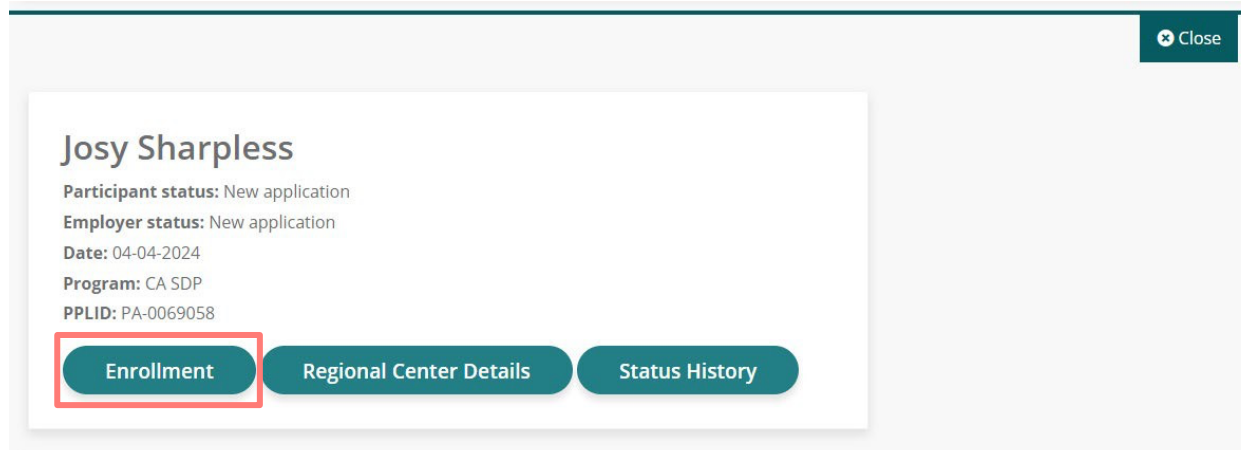 Close
Josy Sharpless
Participant status: New application
Employer status: New application
Date: 04-04-2024
Program: CA SDP
PPLID: PA-0069058
Enrollment Regional Center Details Status History